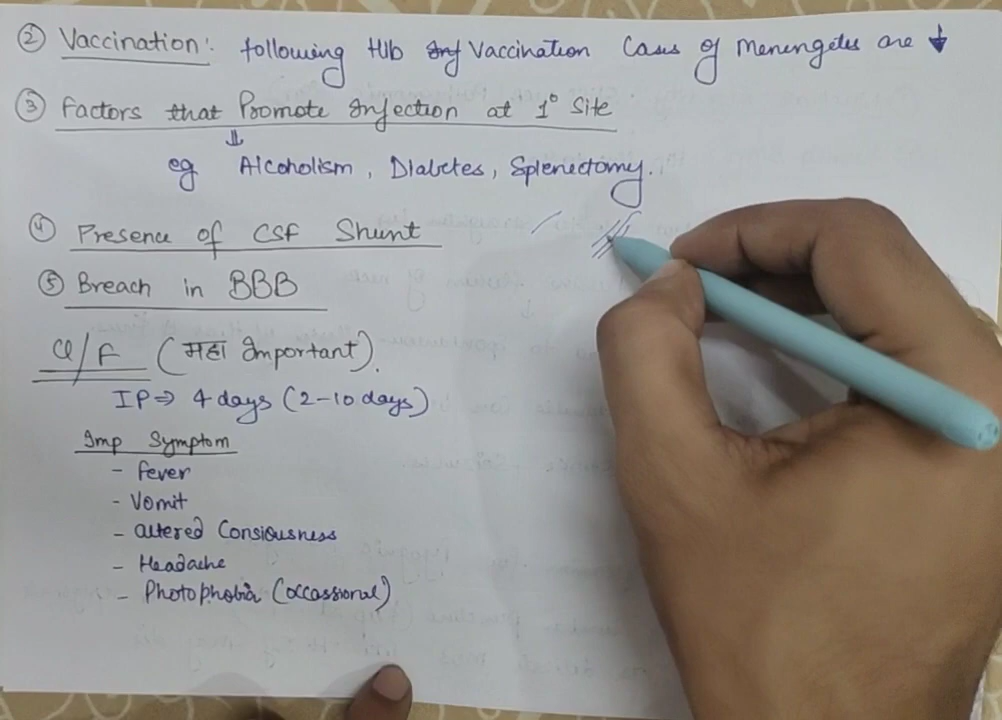 ② Vaccination: following Hib Vaccination Cases of Meningetes are ↓
③ Factors that Promote Infection at 1° Site
⇓
eg Alcoholism, Diabetes, Splenectomy.
④ Presence of CSF Shunt
⑤ Breach in BBB
Cl/F (महा Important).
IP ⇒ 4 days (2-10 days)
Imp Symptom
- Fever
- Vomit
- altered Consiousness
- Headache
- Photophobia (occassional)